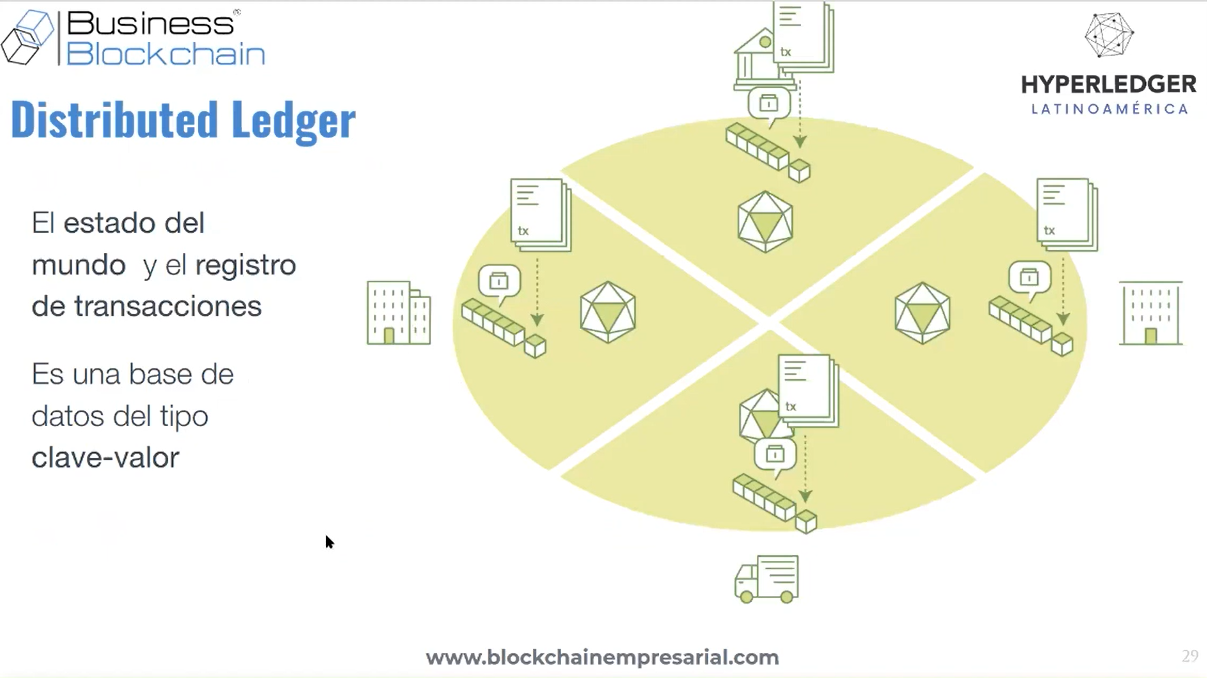 Business®
Blockchain
HYPERLEDGER
LATINOAMÉRICA
Distributed Ledger
El estado del
mundo y el registro
de transacciones
Es una base de
datos del tipo
clave-valor
tx
tx
tx
tx
www.blockchainempresarial.com
29